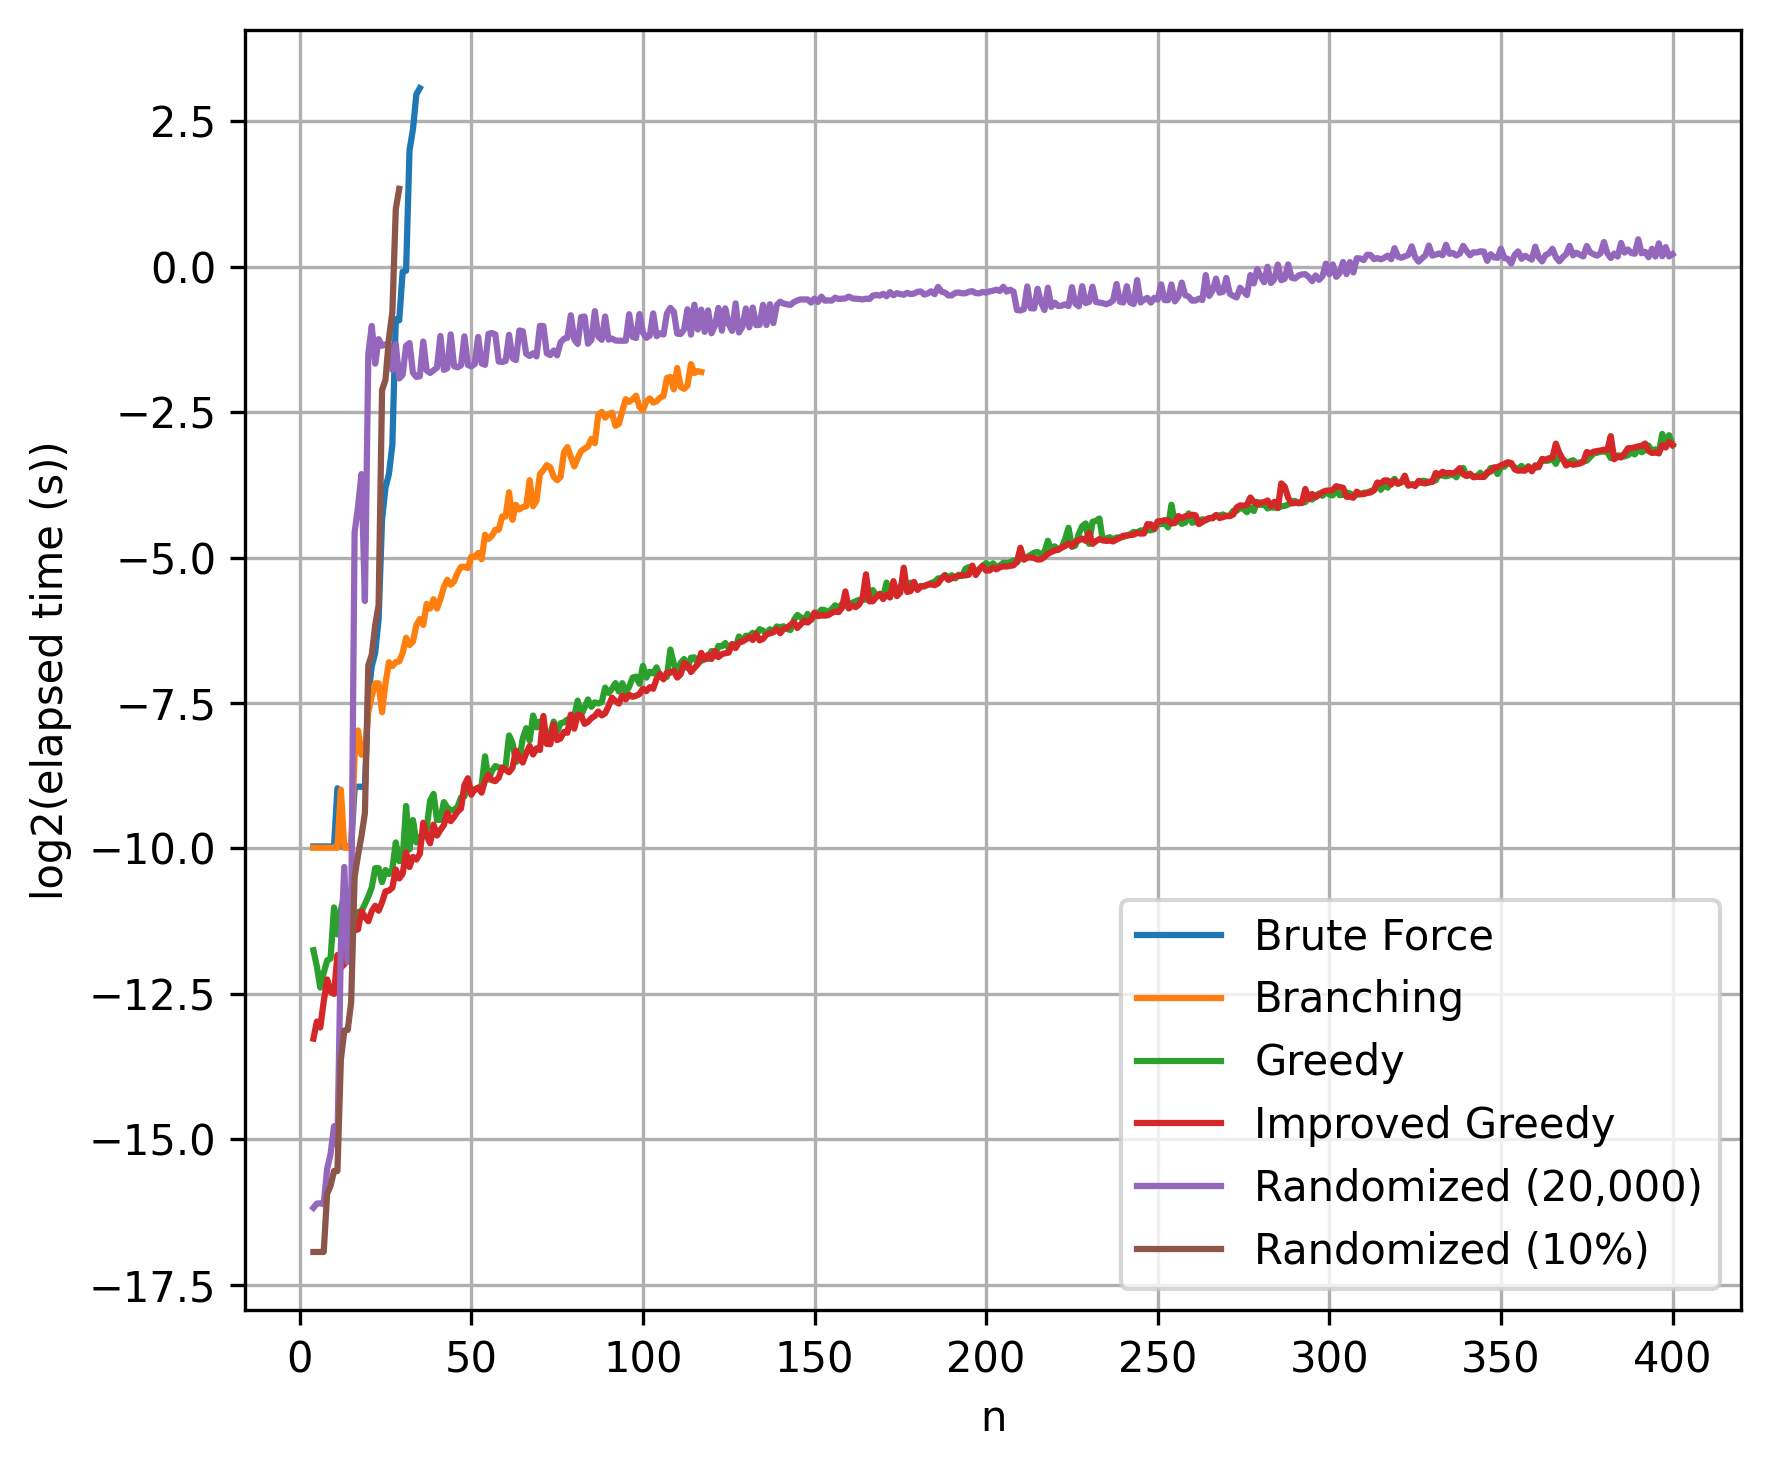 2.5
0.0
−2.5
−5.0
−7.5
−10.0
−12.5
−15.0
−17.5
log2(elapsed time (s))
Brute Force
Branching
Greedy
Improved Greedy
Randomized (20,000)
Randomized (10%)
0 50 100 150 200 250 300 350 400
n